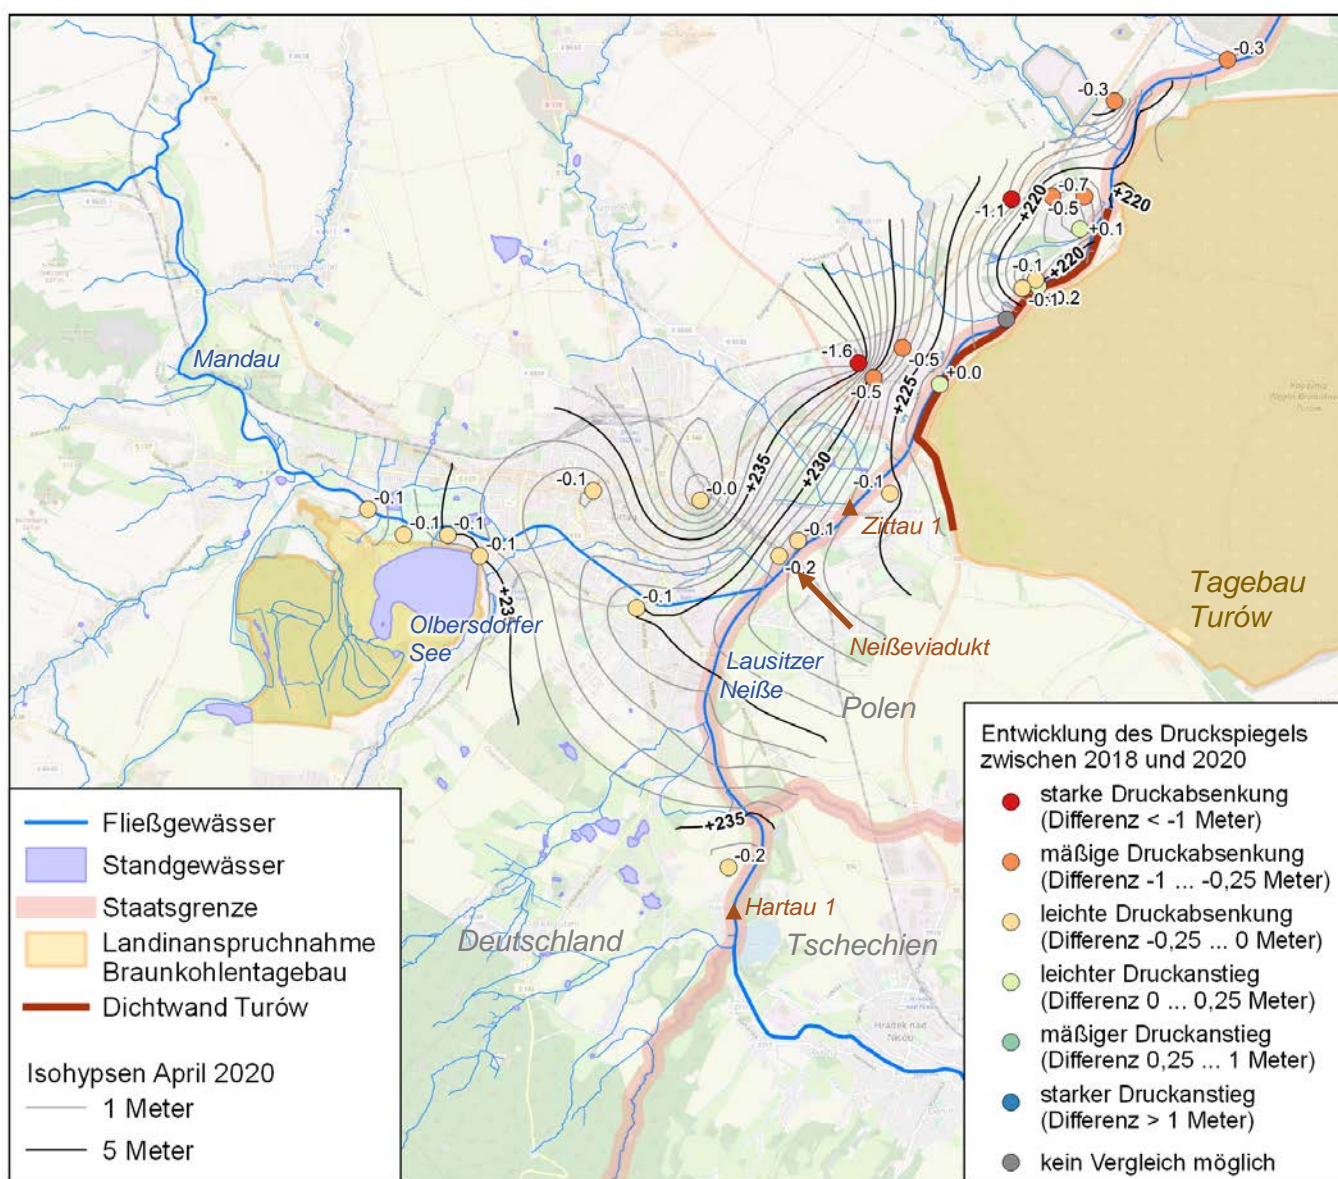 -0.3
-0.3
-0.7
-0.5
-1.1
+220
+220
+0.1
+220
-0.1
-0.1
-0.2
-1.6
-0.5
-0.5
+0.0
+225
Mandau
+235
+230
-0.1
-0.0
-0.1
-0.1
Zittau 1
-0.1
-0.1
-0.1
-0.1
-0.2
+235
-0.1
Tagebau
Turów
Olbersdorfer
See
Neißeviadukt
Lausitzer
Neiße
Polen
+235
-0.2
Hartau 1
Deutschland
Tschechien
Hrádek nad
Nisou
Fließgewässer
Standgewässer
Staatsgrenze
Landinanspruchnahme
Braunkohlentagebau
Dichtwand Turów
Isohypsen April 2020
1 Meter
5 Meter
Entwicklung des Druckspiegels
zwischen 2018 und 2020
starke Druckabsenkung
(Differenz < -1 Meter)
mäßige Druckabsenkung
(Differenz -1 ... -0,25 Meter)
leichte Druckabsenkung
(Differenz -0,25 ... 0 Meter)
leichter Druckanstieg
(Differenz 0 ... 0,25 Meter)
mäßiger Druckanstieg
(Differenz 0,25 ... 1 Meter)
starker Druckanstieg
(Differenz > 1 Meter)
kein Vergleich möglich